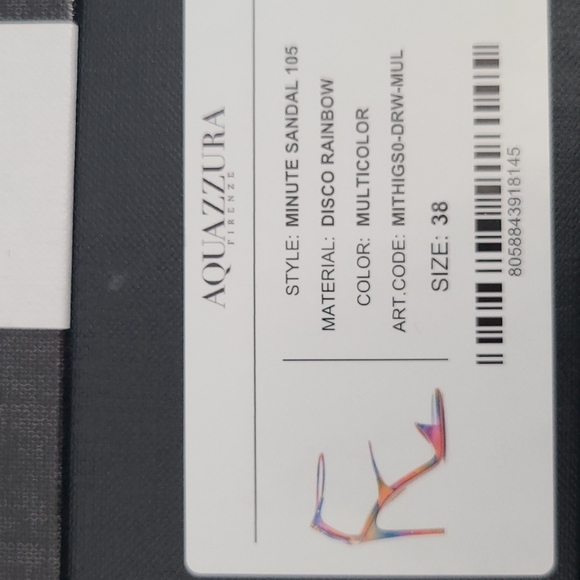 AQUAZZURA
FIRENZE
STYLE: MINUTE SANDAL 105
MATERIAL: DISCO RAINBOW
COLOR: MULTICOLOR
ART.CODE: MITHIGS0-DRW-MUL
SIZE: 38
8058843918145